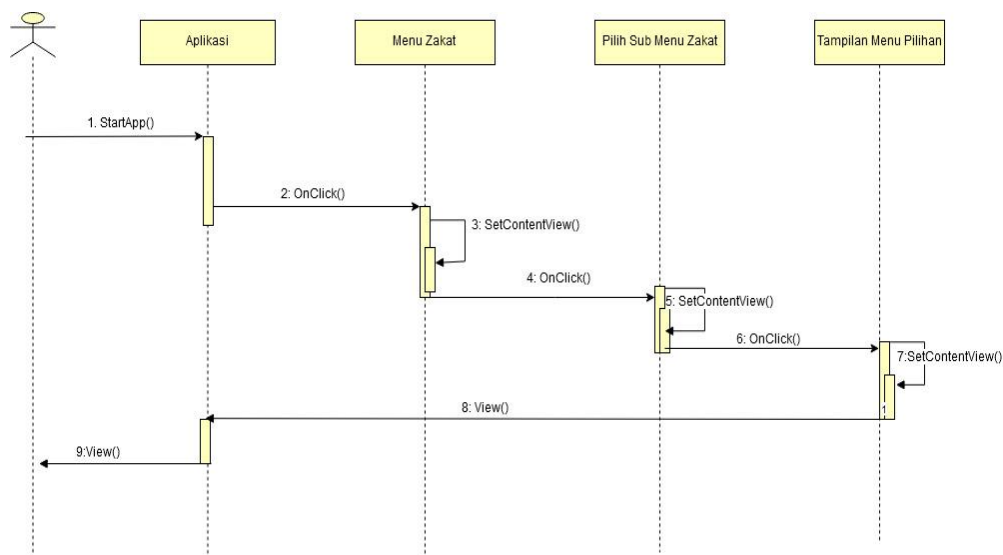 Aplikasi
Menu Zakat
Pilih Sub Menu Zakat
Tampilan Menu Pilihan
1. StartApp()
2: OnClick()
3: SetContentView()
4: OnClick()
5: SetContentView()
6: OnClick()
7:SetContentView()
8: View()
1
9:View()